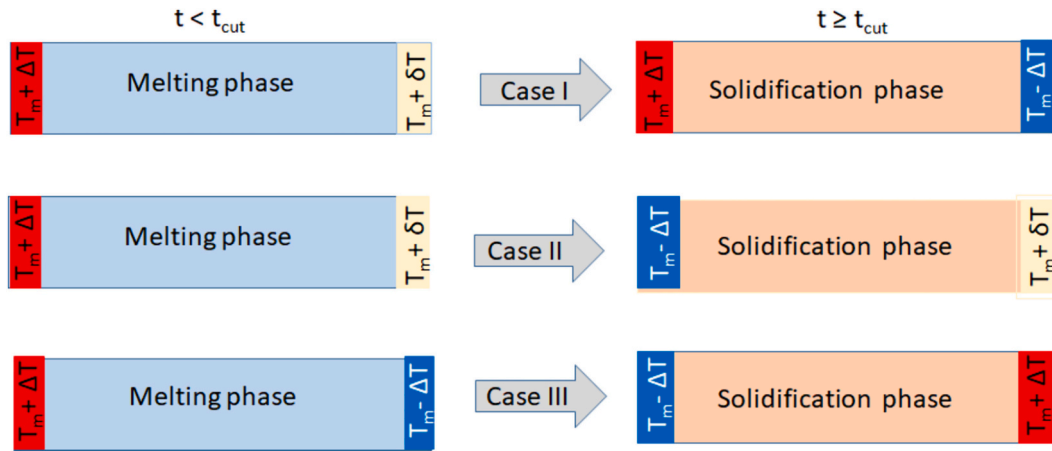 t < t_cut
t ≥ t_cut
T_m + ΔT
Melting phase
T_m + δT
Case I
T_m + ΔT
Solidification phase
T_m - ΔT
T_m + ΔT
Melting phase
T_m + δT
Case II
T_m - ΔT
Solidification phase
T_m + δT
T_m + ΔT
Melting phase
T_m - ΔT
Case III
T_m - ΔT
Solidification phase
T_m + ΔT